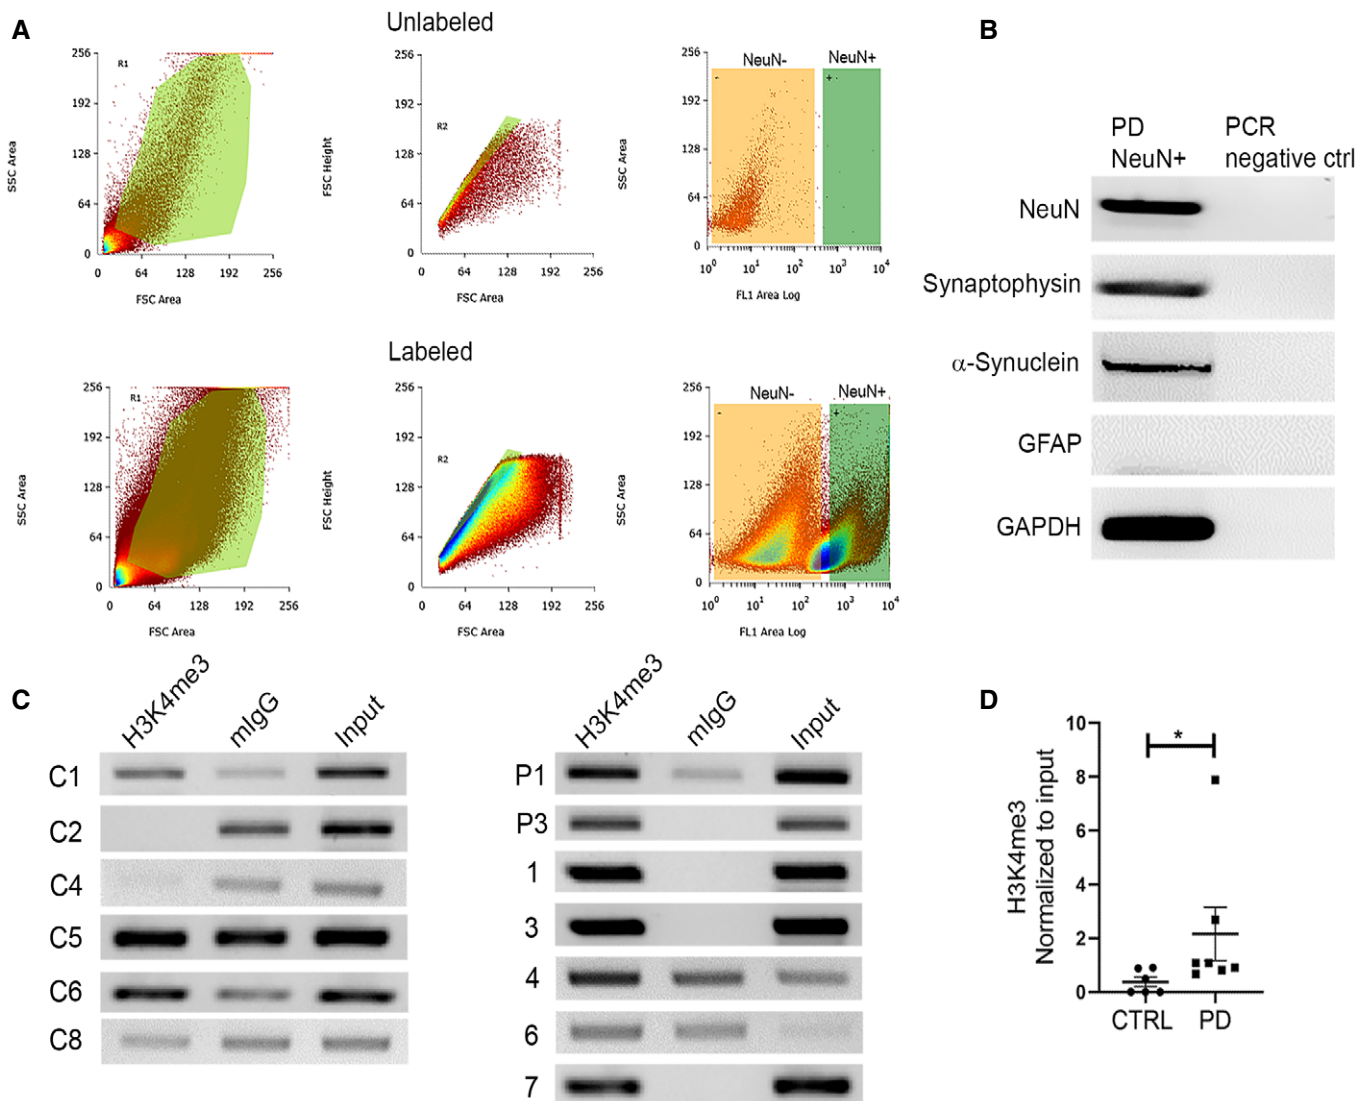 A
Unlabeled
R1
SSC Area
256
192
128
64
0
0 64 128 192 256
FSC Area
R2
FSC Height
256
192
128
64
0
0 64 128 192 256
FSC Area
NeuN- NeuN+
- +
SSC Area
256
192
128
64
0
10⁰ 10¹ 10² 10³ 10⁴
FL1 Area Log
Labeled
R1
SSC Area
256
192
128
64
0
0 64 128 192 256
FSC Area
R2
FSC Height
256
192
128
64
0
0 64 128 192 256
FSC Area
NeuN- NeuN+
- +
SSC Area
256
192
128
64
0
10⁰ 10¹ 10² 10³ 10⁴
FL1 Area Log
B
PD
NeuN+
PCR
negative ctrl
NeuN
Synaptophysin
α-Synuclein
GFAP
GAPDH
C
H3K4me3 mIgG Input
C1
C2
C4
C5
C6
C8
H3K4me3 mIgG Input
P1
P3
1
3
4
6
7
D
H3K4me3
Normalized to input
10
8
6
4
2
0
*
CTRL PD